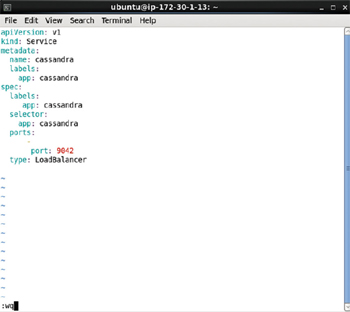 ubuntu@ip-172-30-1-13: ~
File Edit View Search Terminal Help
apiVersion: v1
kind: Service
metadata:
  name: cassandra
  labels:
    app: cassandra
spec:
  labels:
     app: cassandra
  selector:
    app: cassandra
  ports:
      -
       port: 9042
  type: LoadBalancer
~
~
~
~
~
~
~
~
~
~
~
~
:wq